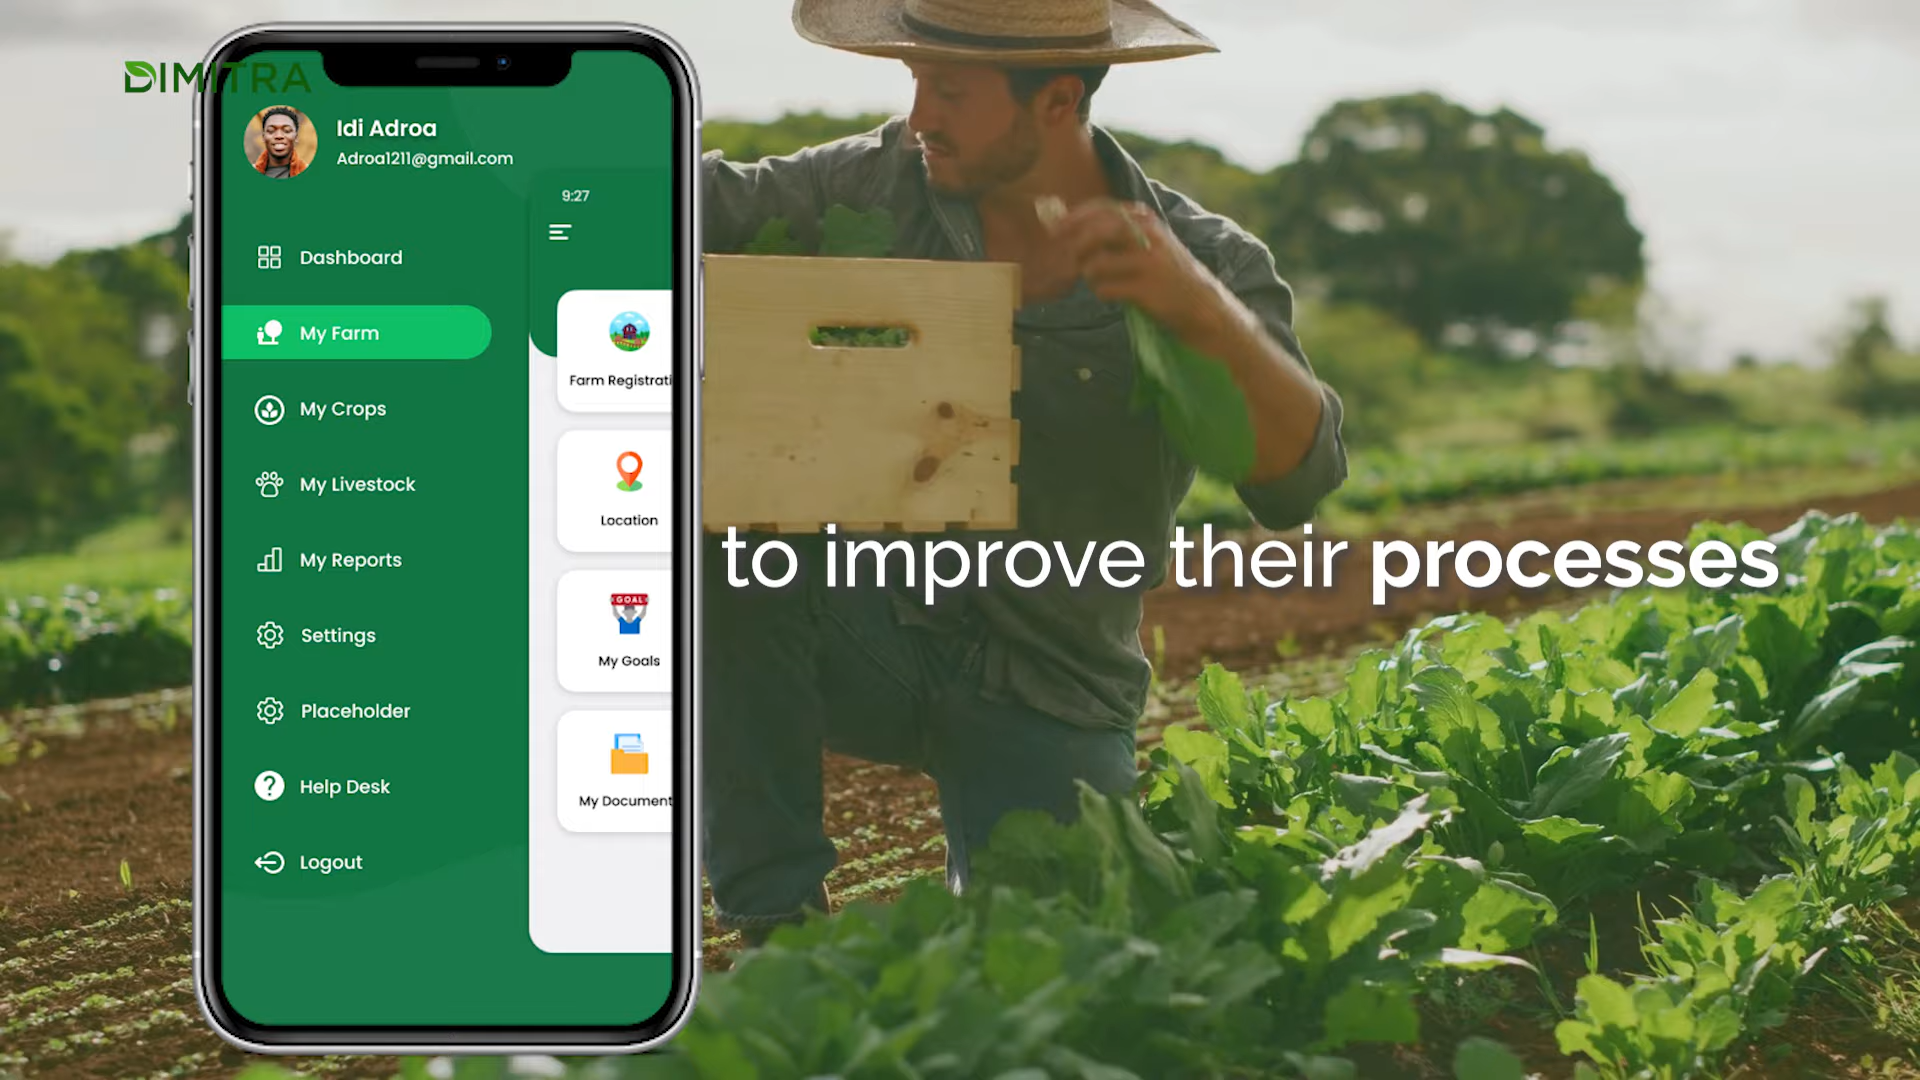 DIMITRA
Idi Adroa
Adroa1211@gmail.com
9:27
Dashboard
My Farm
My Crops
My Livestock
My Reports
Settings
Placeholder
Help Desk
Logout
Farm Registrati
Location
GOAL
My Goals
My Document
to improve their processes